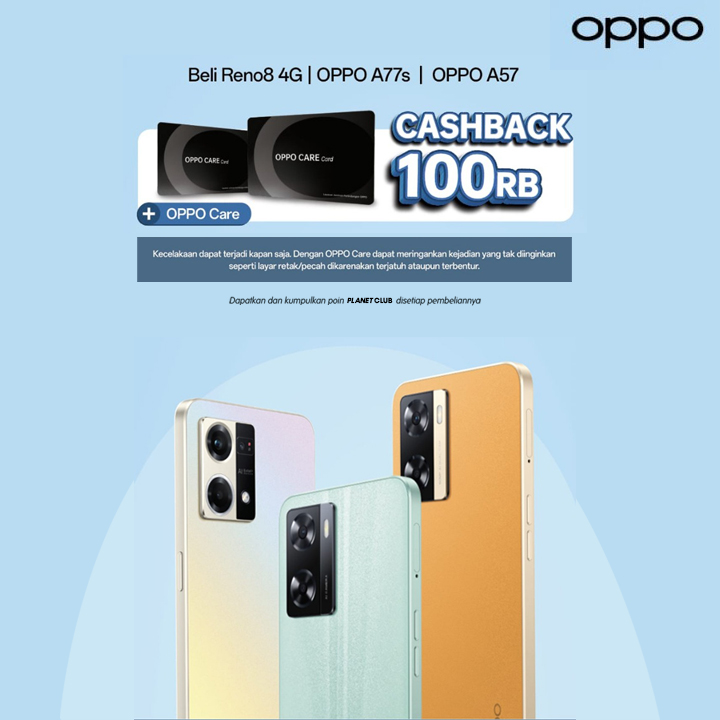 oppo
Beli Reno8 4G | OPPO A77s | OPPO A57
OPPO CARE Card
OPPO CARE Card
CASHBACK
100RB
+ OPPO Care
Kecelakaan dapat terjadi kapan saja. Dengan OPPO Care dapat meringankan kejadian yang tak diinginkan
seperti layar retak/pecah dikarenakan terjatuh ataupun terbentur.
Dapatkan dan kumpulkan poin PLANET CLUB disetiap pembeliannya